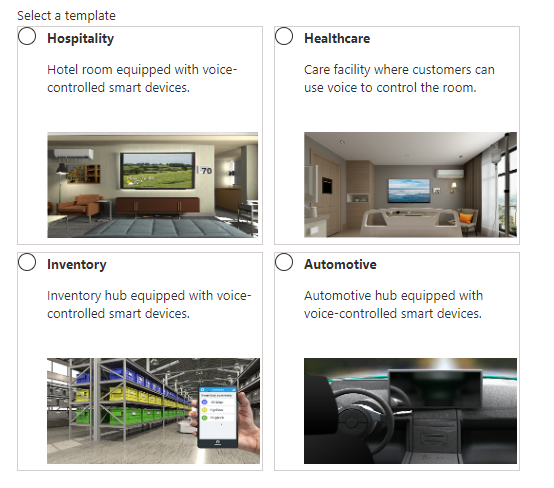 Select a template
Hospitality
Hotel room equipped with voice-
controlled smart devices.
70
Healthcare
Care facility where customers can
use voice to control the room.
Inventory
Inventory hub equipped with voice-
controlled smart devices.
Automotive
Automotive hub equipped with
voice-controlled smart devices.